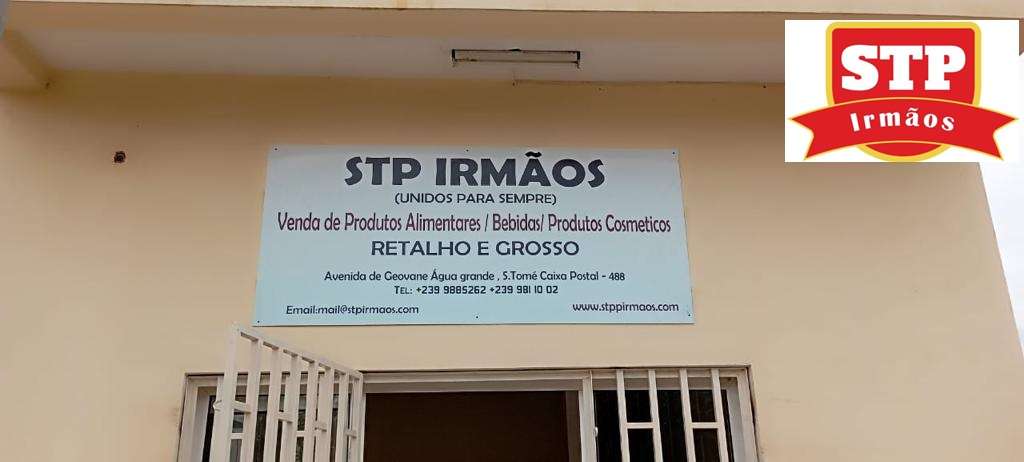 STP
Irmãos
STP IRMÃOS
(UNIDOS PARA SEMPRE)
Venda de Produtos Alimentares / Bebidas/ Produtos Cosmeticos
RETALHO E GROSSO
Avenida de Geovane Água grande , S.Tomé Caixa Postal - 488
TEL: +239 9885262 +239 981 10 02
Email:mail@stpirmaos.com
www.stppirmaos.com